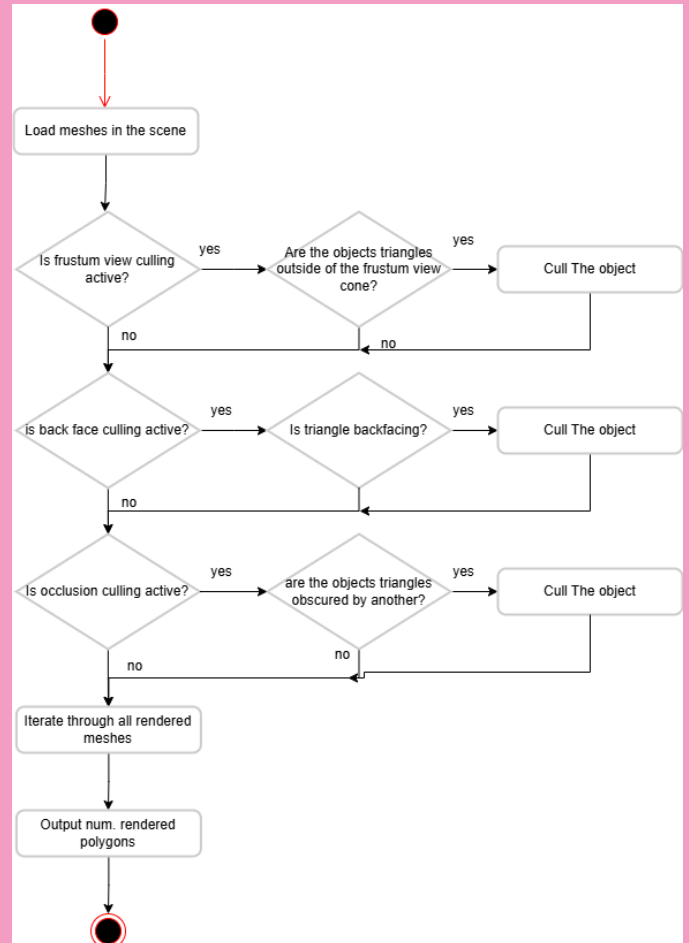 Load meshes in the scene
Is frustum view culling
active?
yes
Are the objects triangles
outside of the frustum view
cone?
yes
Cull The object
no
no
is back face culling active?
yes
Is triangle backfacing?
yes
Cull The object
no
Is occlusion culling active?
yes
are the objects triangles
obscured by another?
yes
Cull The object
no
no
Iterate through all rendered
meshes
Output num. rendered
polygons